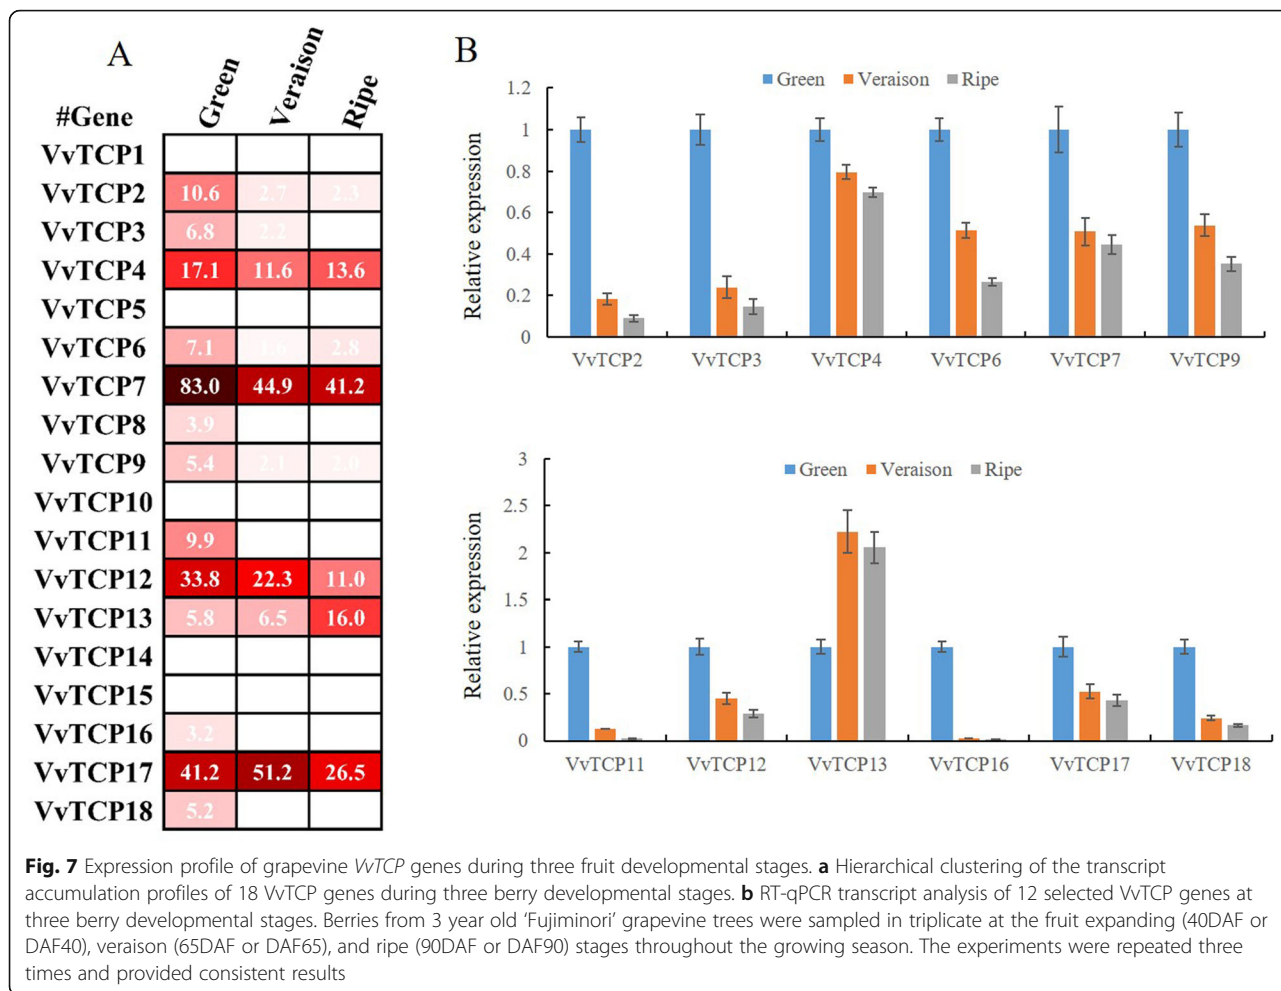 A
Green Veraison Ripe
#Gene
VvTCP1
VvTCP2 10.6 2.7 2.3
VvTCP3 6.8 2.2
VvTCP4 17.1 11.6 13.6
VvTCP5
VvTCP6 7.1 1.6 2.8
VvTCP7 83.0 44.9 41.2
VvTCP8 3.9
VvTCP9 5.4 2.1 2.0
VvTCP10
VvTCP11 9.9
VvTCP12 33.8 22.3 11.0
VvTCP13 5.8 6.5 16.0
VvTCP14
VvTCP15
VvTCP16 3.2
VvTCP17 41.2 51.2 26.5
VvTCP18 5.2
B
Green Veraison Ripe
Relative expression
1.2
1
0.8
0.6
0.4
0.2
0
VvTCP2 VvTCP3 VvTCP4 VvTCP6 VvTCP7 VvTCP9
Green Veraison Ripe
Relative expression
3
2.5
2
1.5
1
0.5
0
VvTCP11 VvTCP12 VvTCP13 VvTCP16 VvTCP17 VvTCP18
Fig. 7 Expression profile of grapevine VvTCP genes during three fruit developmental stages. a Hierarchical clustering of the transcript
accumulation profiles of 18 VvTCP genes during three berry developmental stages. b RT-qPCR transcript analysis of 12 selected VvTCP genes at
three berry developmental stages. Berries from 3 year old ‘Fujiminori’ grapevine trees were sampled in triplicate at the fruit expanding (40DAF or
DAF40), veraison (65DAF or DAF65), and ripe (90DAF or DAF90) stages throughout the growing season. The experiments were repeated three
times and provided consistent results